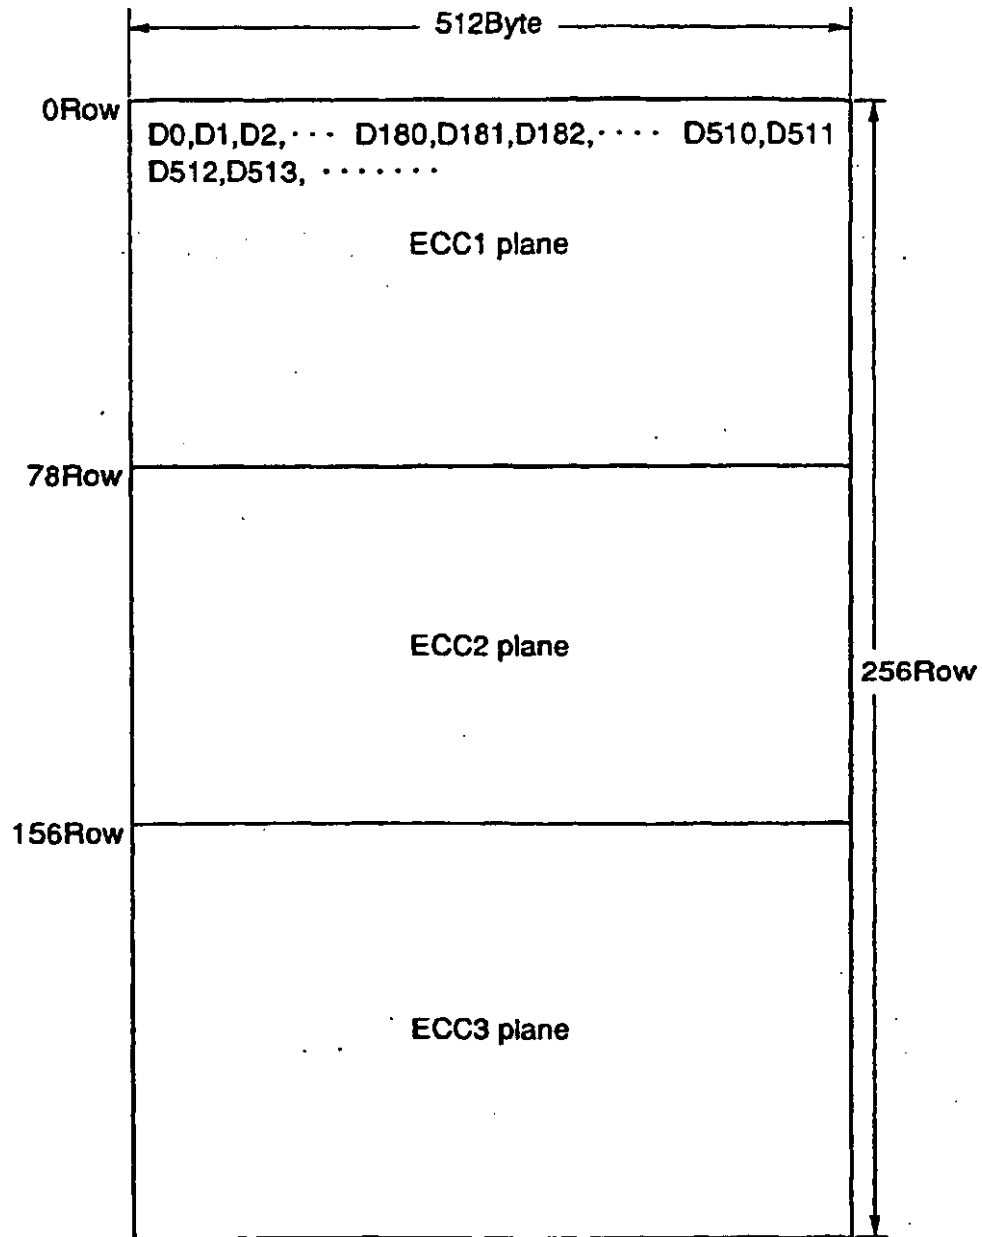 512Byte
0Row
D0,D1,D2, ··· D180,D181,D182, ···· D510,D511
D512,D513, ·······
ECC1 plane
78Row
ECC2 plane
256Row
156Row
ECC3 plane